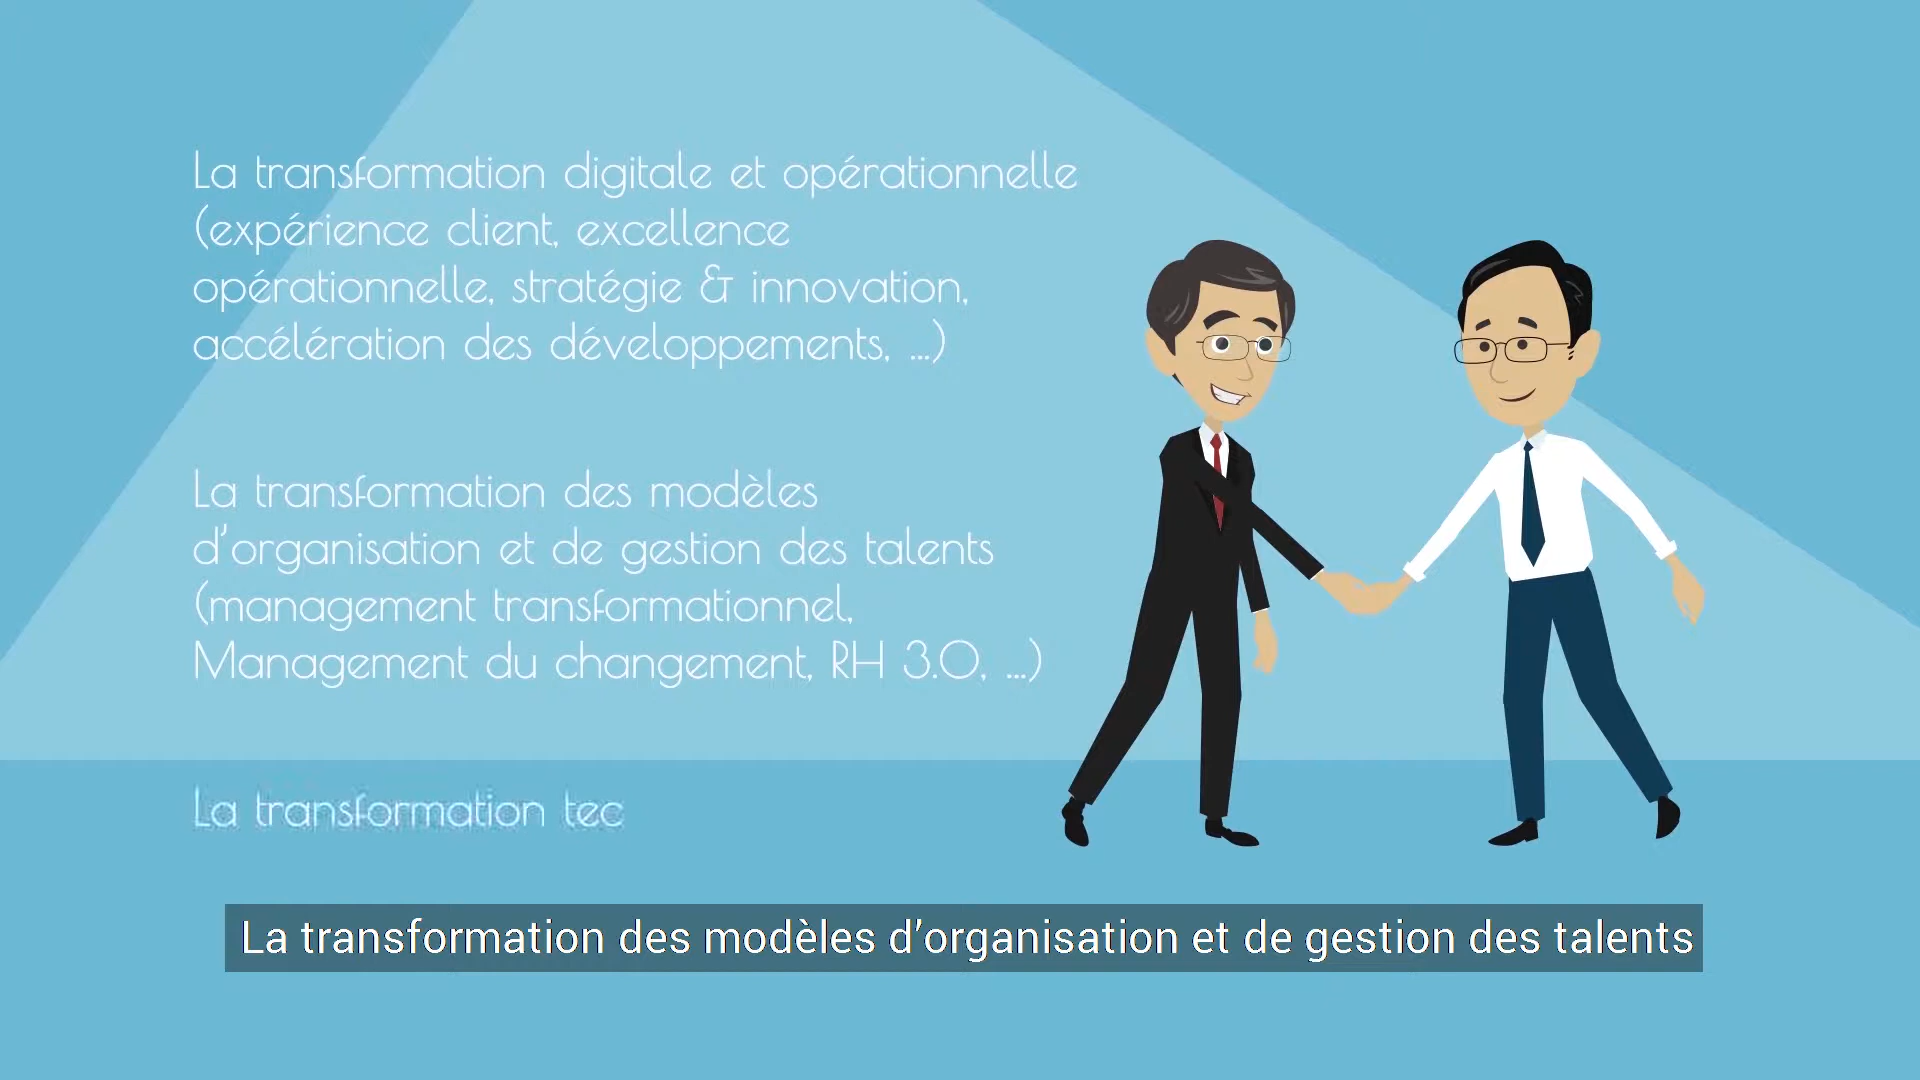 La transformation digitale et opérationnelle
(expérience client, excellence
opérationnelle, stratégie & innovation,
accélération des développements, ...)
La transformation des modèles
d'organisation et de gestion des talents
(management transformationnel,
Management du changement, RH 3.0, ...)
La transformation tec
La transformation des modèles d'organisation et de gestion des talents